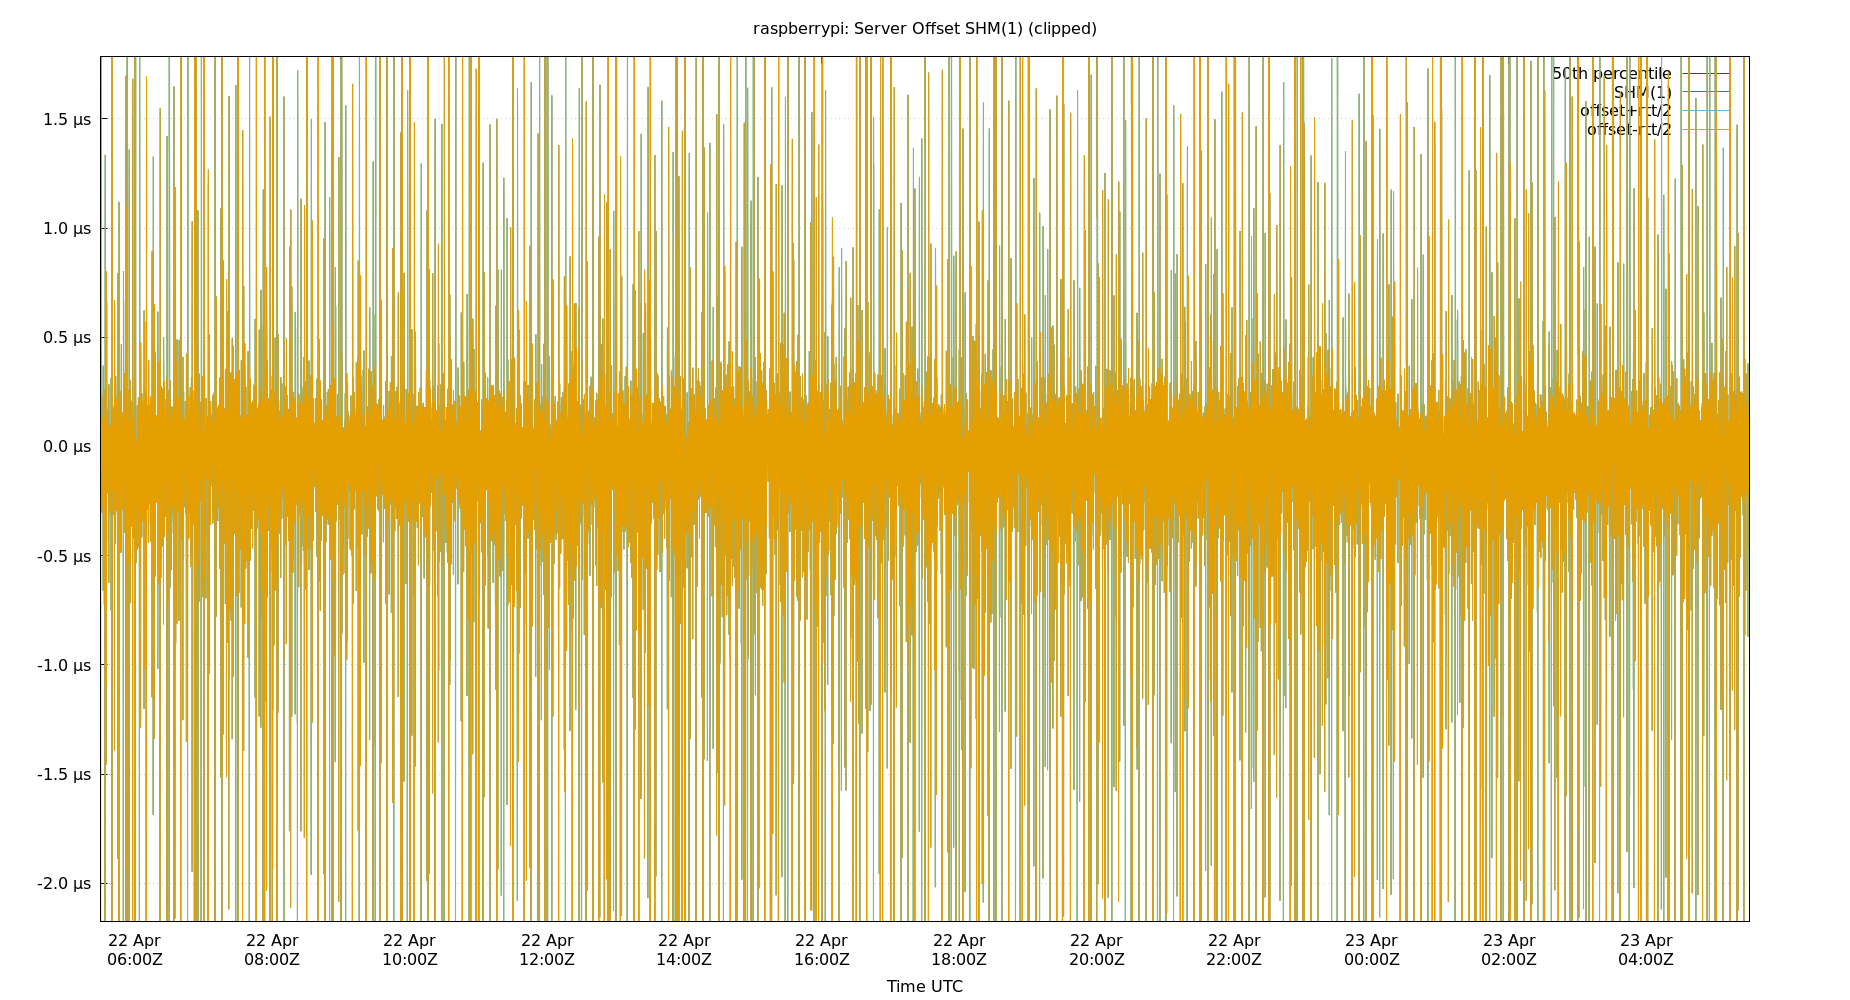 raspberrypi: Server Offset SHM(1) (clipped)
50th percentile
SHM(1)
offset+rtt/2
offset-rtt/2
1.5 µs
1.0 µs
0.5 µs
0.0 µs
-0.5 µs
-1.0 µs
-1.5 µs
-2.0 µs
22 Apr 22 Apr 22 Apr 22 Apr 22 Apr 22 Apr 22 Apr 22 Apr 22 Apr 23 Apr 23 Apr 23 Apr
06:00Z 08:00Z 10:00Z 12:00Z 14:00Z 16:00Z 18:00Z 20:00Z 22:00Z 00:00Z 02:00Z 04:00Z
Time UTC